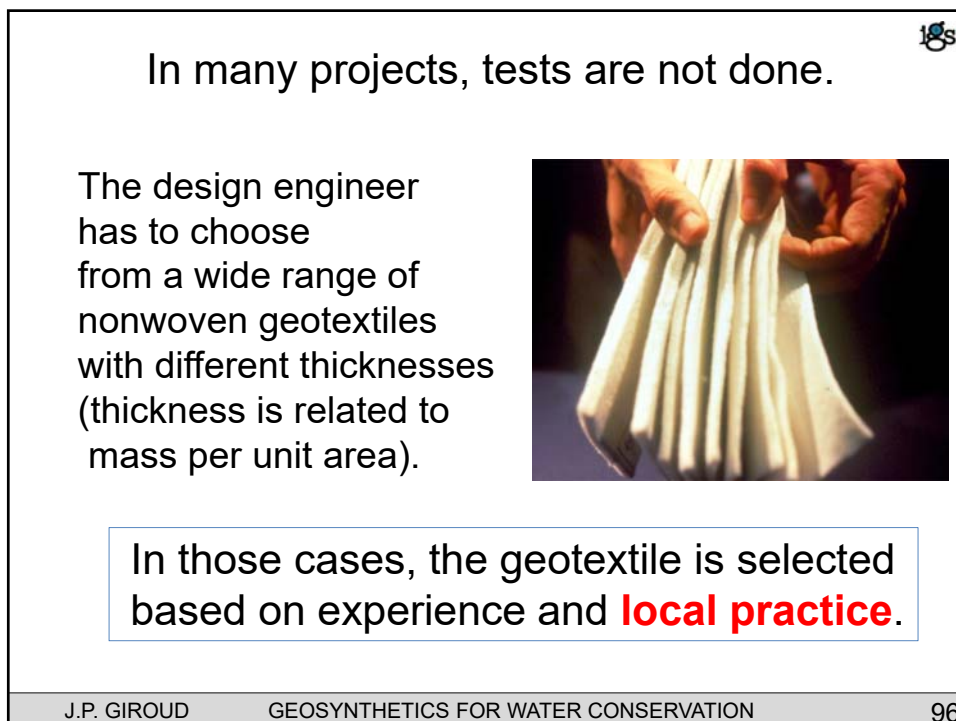 igs
In many projects, tests are not done.
The design engineer
has to choose
from a wide range of
nonwoven geotextiles
with different thicknesses
(thickness is related to
mass per unit area).
In those cases, the geotextile is selected
based on experience and local practice.
J.P. GIROUD GEOSYNTHETICS FOR WATER CONSERVATION 96